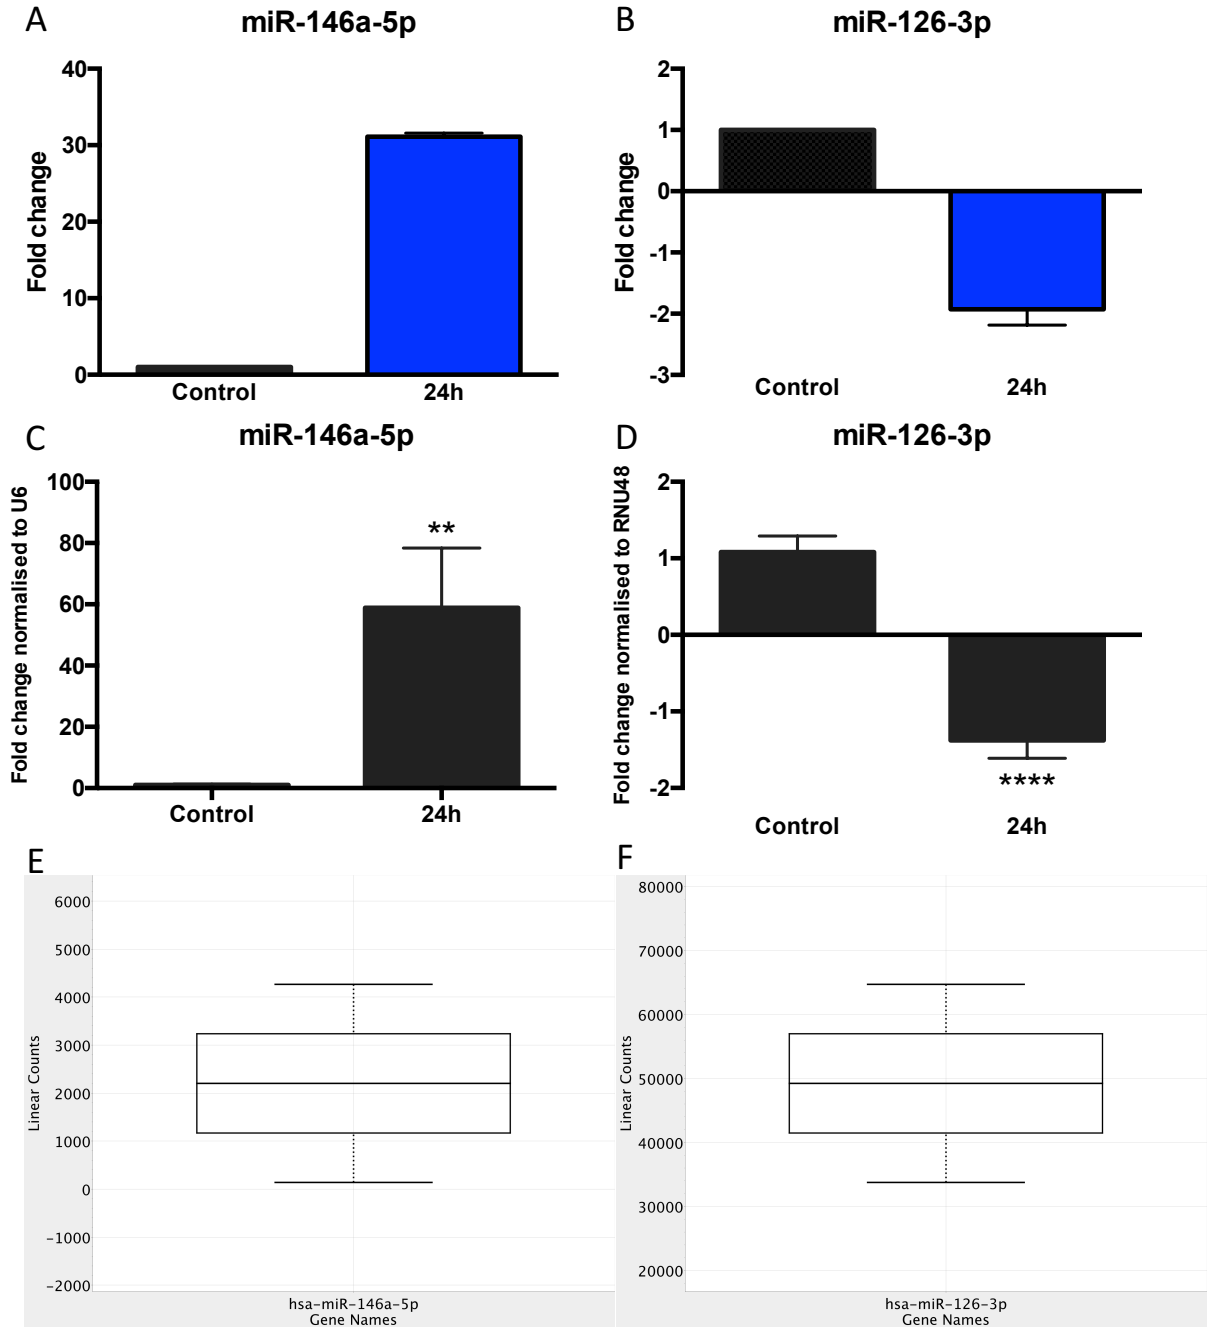 A
miR-146a-5p
Fold change
40
30
20
10
0
Control
24h
B
miR-126-3p
Fold change
2
1
0
-1
-2
-3
Control
24h
C
miR-146a-5p
Fold change normalised to U6
100
80
60
40
20
0
**
Control
24h
D
miR-126-3p
Fold change normalised to RNU48
2
1
0
-1
-2
****
Control
24h
E
Linear Counts
6000
5000
4000
3000
2000
1000
0
−1000
−2000
hsa-miR-146a-5p
Gene Names
F
Linear Counts
80000
70000
60000
50000
40000
30000
20000
hsa-miR-126-3p
Gene Names